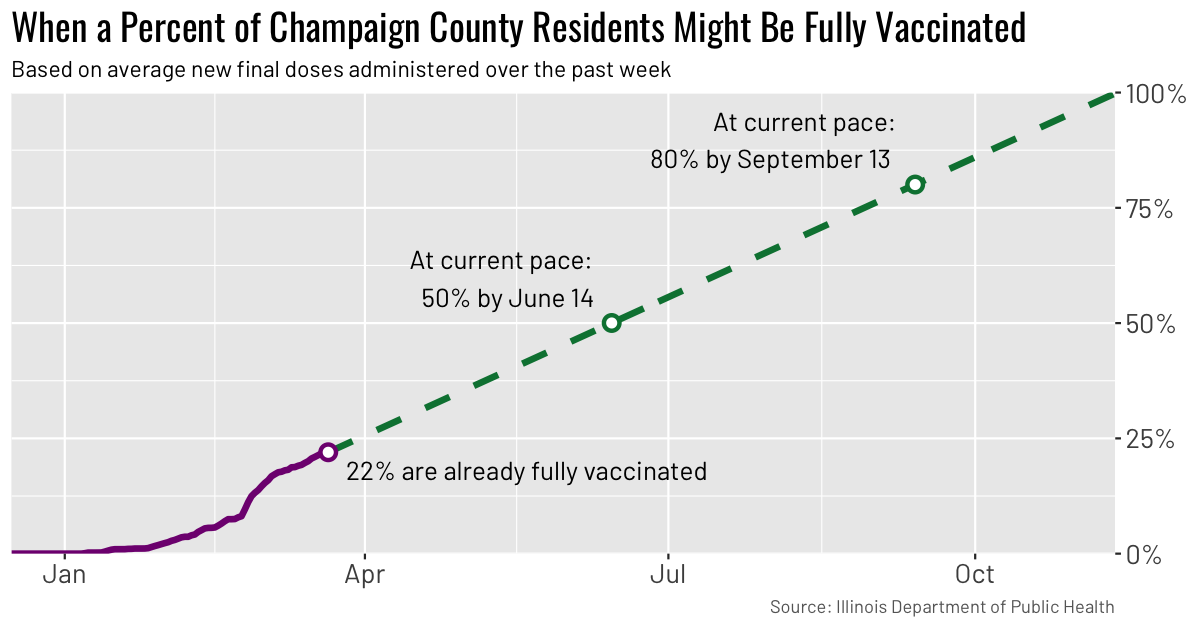 When a Percent of Champaign County Residents Might Be Fully Vaccinated
Based on average new final doses administered over the past week
100%
At current pace:
80% by September 13
75%
At current pace:
50% by June 14
50%
25%
22% are already fully vaccinated
0%
Jan Apr Jul Oct
Source: Illinois Department of Public Health